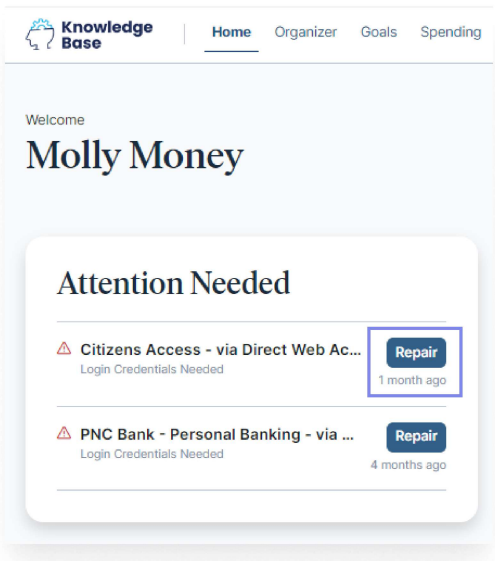 Knowledge
Base
Home Organizer Goals Spending
Welcome
Molly Money
Attention Needed
Citizens Access - via Direct Web Ac...
Login Credentials Needed
Repair
1 month ago
PNC Bank - Personal Banking - via ...
Login Credentials Needed
Repair
4 months ago